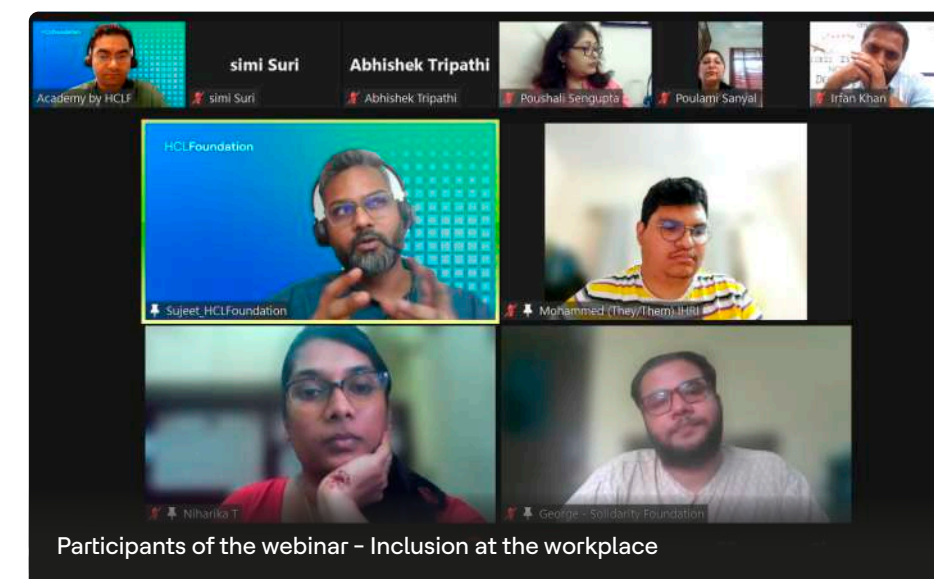 simi Suri
Abhishek Tripathi
Academy by HCLF
simi Suri
Abhishek Tripathi
Poushali Sengupta
Poulami Sanyal
Irfan Khan
HCLFoundation
Sujeet_HCLFoundation
Mohammed (They/Them) IHRI
Niharika T
George - Solidarity Foundation
Participants of the webinar – Inclusion at the workplace